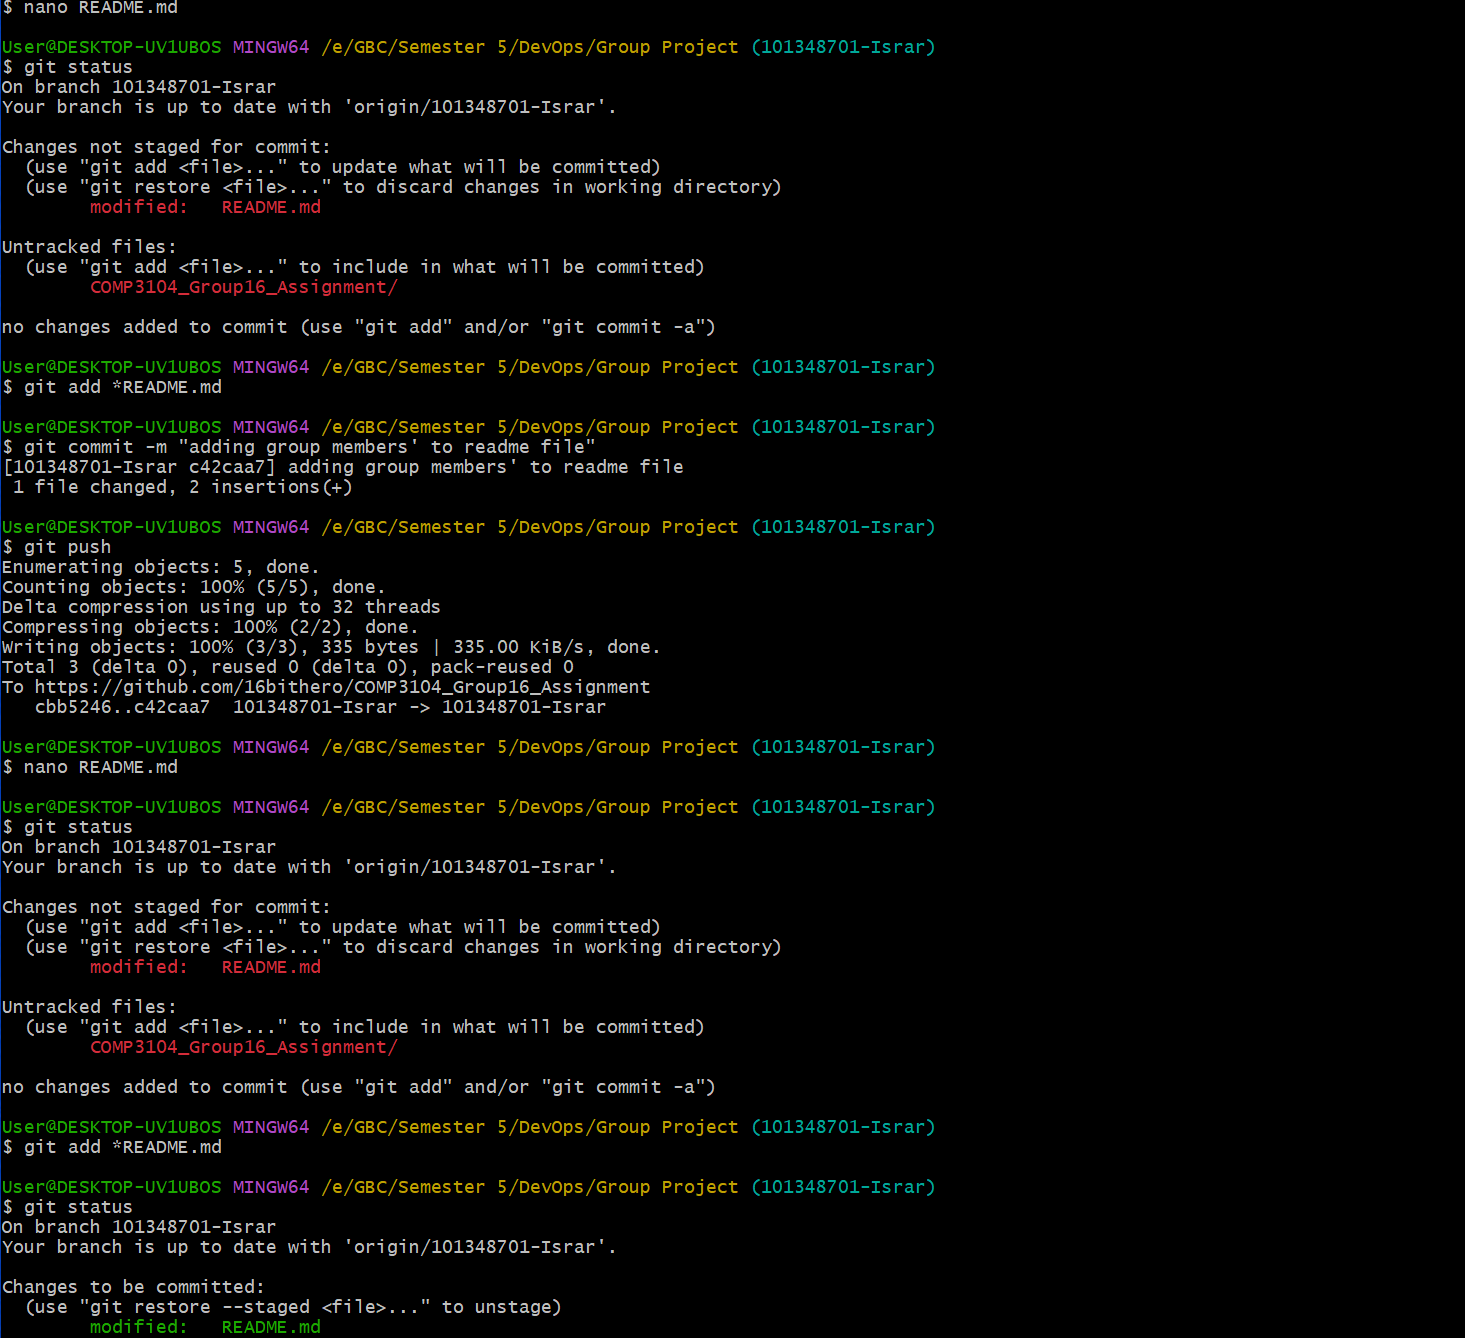 $ nano README.md
User@DESKTOP-UV1UBOS MINGW64 /e/GBC/Semester 5/DevOps/Group Project (101348701-Israr)
$ git status
On branch 101348701-Israr
Your branch is up to date with 'origin/101348701-Israr'.
Changes not staged for commit:
  (use "git add <file>..." to update what will be committed)
  (use "git restore <file>..." to discard changes in working directory)
        modified:   README.md
Untracked files:
  (use "git add <file>..." to include in what will be committed)
        COMP3104_Group16_Assignment/
no changes added to commit (use "git add" and/or "git commit -a")
User@DESKTOP-UV1UBOS MINGW64 /e/GBC/Semester 5/DevOps/Group Project (101348701-Israr)
$ git add *README.md
User@DESKTOP-UV1UBOS MINGW64 /e/GBC/Semester 5/DevOps/Group Project (101348701-Israr)
$ git commit -m "adding group members' to readme file"
[101348701-Israr c42caa7] adding group members' to readme file
 1 file changed, 2 insertions(+)
User@DESKTOP-UV1UBOS MINGW64 /e/GBC/Semester 5/DevOps/Group Project (101348701-Israr)
$ git push
Enumerating objects: 5, done.
Counting objects: 100% (5/5), done.
Delta compression using up to 32 threads
Compressing objects: 100% (2/2), done.
Writing objects: 100% (3/3), 335 bytes | 335.00 KiB/s, done.
Total 3 (delta 0), reused 0 (delta 0), pack-reused 0
To https://github.com/16bithero/COMP3104_Group16_Assignment
   cbb5246..c42caa7  101348701-Israr -> 101348701-Israr
User@DESKTOP-UV1UBOS MINGW64 /e/GBC/Semester 5/DevOps/Group Project (101348701-Israr)
$ nano README.md
User@DESKTOP-UV1UBOS MINGW64 /e/GBC/Semester 5/DevOps/Group Project (101348701-Israr)
$ git status
On branch 101348701-Israr
Your branch is up to date with 'origin/101348701-Israr'.
Changes not staged for commit:
  (use "git add <file>..." to update what will be committed)
  (use "git restore <file>..." to discard changes in working directory)
        modified:   README.md
Untracked files:
  (use "git add <file>..." to include in what will be committed)
        COMP3104_Group16_Assignment/
no changes added to commit (use "git add" and/or "git commit -a")
User@DESKTOP-UV1UBOS MINGW64 /e/GBC/Semester 5/DevOps/Group Project (101348701-Israr)
$ git add *README.md
User@DESKTOP-UV1UBOS MINGW64 /e/GBC/Semester 5/DevOps/Group Project (101348701-Israr)
$ git status
On branch 101348701-Israr
Your branch is up to date with 'origin/101348701-Israr'.
Changes to be committed:
  (use "git restore --staged <file>..." to unstage)
        modified:   README.md